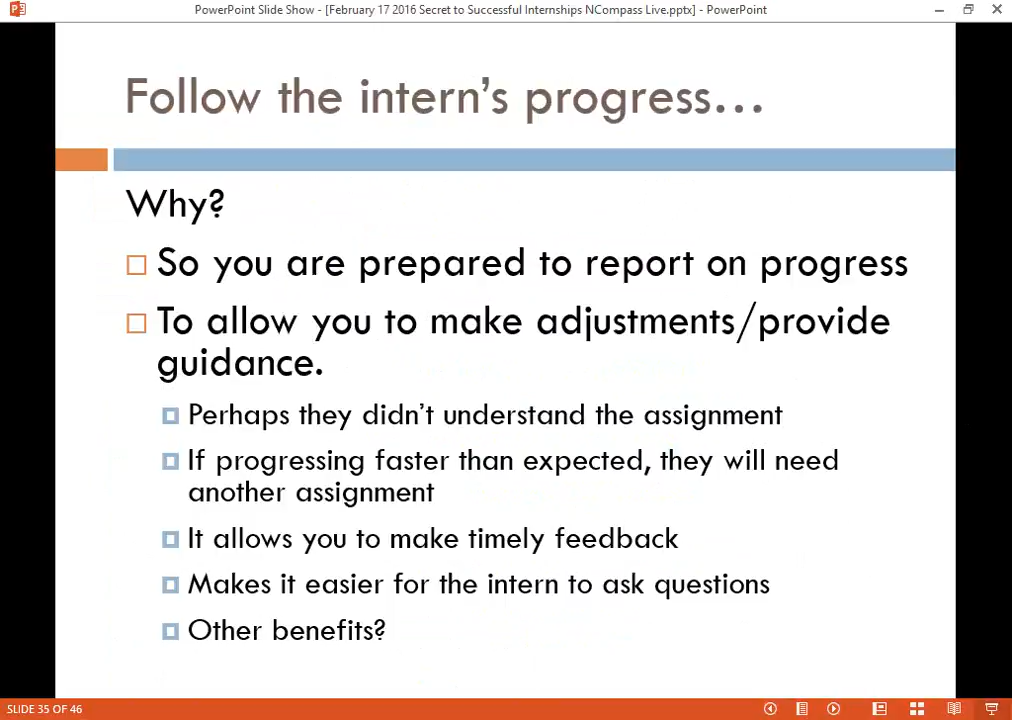 PowerPoint Slide Show - [February 17 2016 Secret to Successful Internships NCompass Live.pptx] - PowerPoint
Follow the intern’s progress…
Why?
So you are prepared to report on progress
To allow you to make adjustments/provide
guidance.
Perhaps they didn’t understand the assignment
If progressing faster than expected, they will need
another assignment
It allows you to make timely feedback
Makes it easier for the intern to ask questions
Other benefits?
SLIDE 35 OF 46